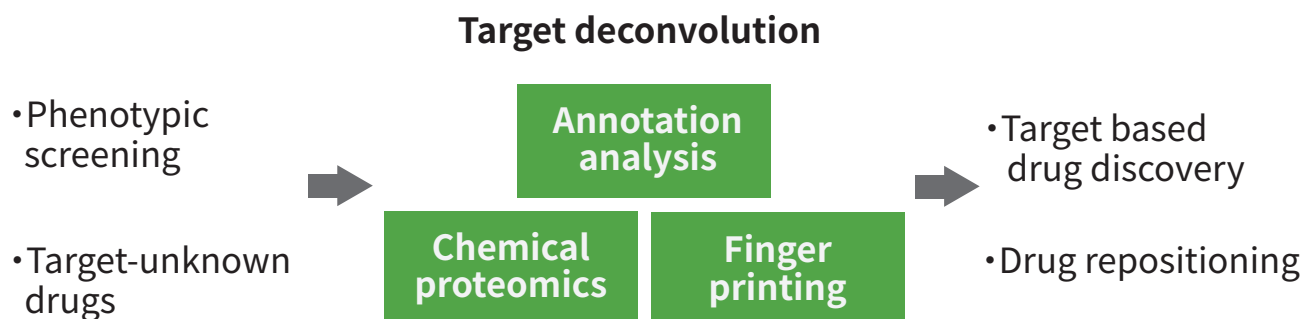 Target deconvolution
・Phenotypic
screening
・Target-unknown
drugs
Annotation
analysis
Chemical
proteomics
Finger
printing
・Target based
drug discovery
・Drug repositioning